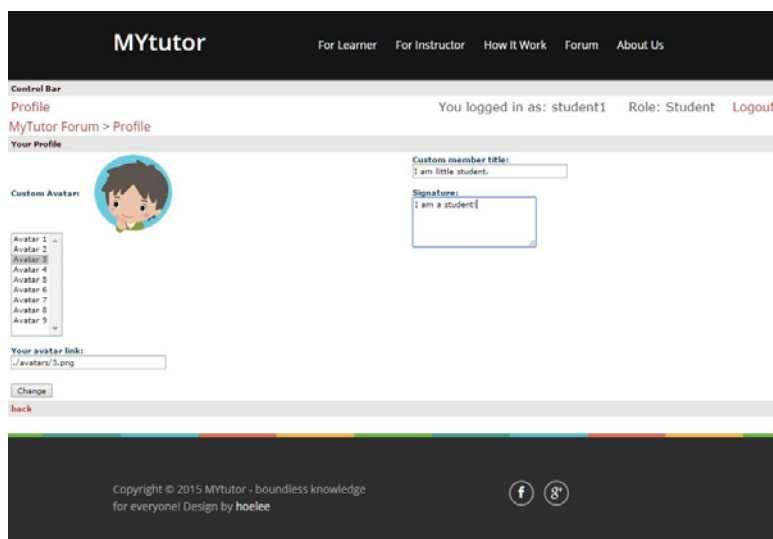 MYtutor
For Learner For Instructor How It Work Forum About Us
Control Bar
Profile
You logged in as: student1 Role: Student Logout
MyTutor Forum > Profile
Your Profile
Custom Avatar:
Avatar 1
Avatar 2
Avatar 3
Avatar 4
Avatar 5
Avatar 6
Avatar 7
Avatar 8
Avatar 9
Your avatar link:
./avatars/3.png
Change
Custom member title:
I am little student.
Signature:
I am a student!
back
Copyright © 2015 MYtutor - boundless knowledge
for everyone! Design by hoelee
f g+